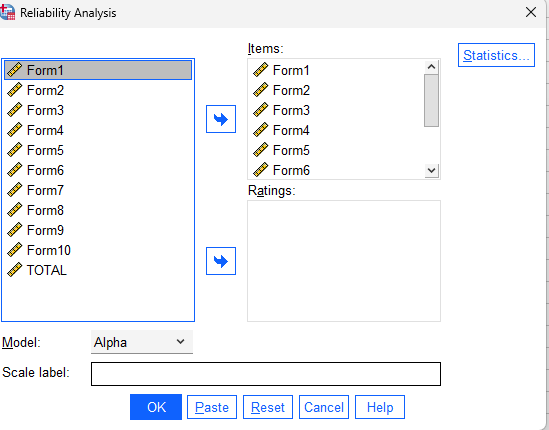 Reliability Analysis
Items:
Statistics...
Form1
Form2
Form3
Form4
Form5
Form6
Form7
Form8
Form9
Form10
TOTAL
Form1
Form2
Form3
Form4
Form5
Form6
Ratings:
Model:
Alpha
Scale label:
OK
Paste
Reset
Cancel
Help